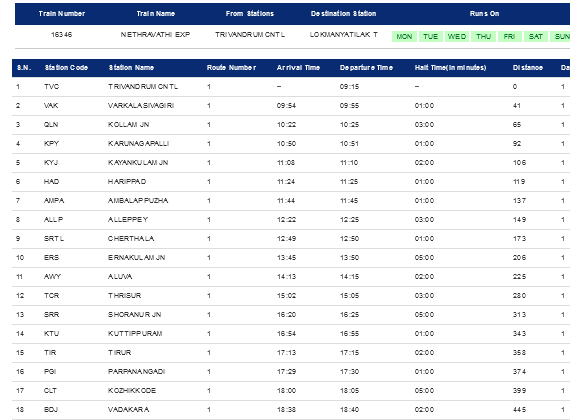 Train Number Train Name From Stations Destination Station Runs On
16346 NETHRAVATHI EXP TRIVANDRUM CNTL LOKMANYATILAK T MON TUE WED THU FRI SAT SUN
S.N. Station Code Station Name Route Number Arrival Time Departure Time Halt Time(In minutes) Distance Da
1 TVC TRIVANDRUM CNTL 1 -- 09:15 -- 0 1
2 VAK VARKALASIVAGIRI 1 09:54 09:55 01:00 41 1
3 QLN KOLLAM JN 1 10:22 10:25 03:00 65 1
4 KPY KARUNAGAPALLI 1 10:50 10:51 01:00 92 1
5 KYJ KAYANKULAM JN 1 11:08 11:10 02:00 106 1
6 HAD HARIPPAD 1 11:24 11:25 01:00 119 1
7 AMPA AMBALAPPUZHA 1 11:44 11:45 01:00 137 1
8 ALLP ALLEPPEY 1 12:22 12:25 03:00 149 1
9 SRTL CHERTHALA 1 12:49 12:50 01:00 173 1
10 ERS ERNAKULAM JN 1 13:45 13:50 05:00 206 1
11 AWY ALUVA 1 14:13 14:15 02:00 225 1
12 TCR THRISUR 1 15:02 15:05 03:00 280 1
13 SRR SHORANUR JN 1 16:20 16:25 05:00 313 1
14 KTU KUTTIPPURAM 1 16:54 16:55 01:00 343 1
15 TIR TIRUR 1 17:13 17:15 02:00 358 1
16 PGI PARPANANGADI 1 17:29 17:30 01:00 374 1
17 CLT KOZHIKKODE 1 18:00 18:05 05:00 399 1
18 BDJ VADAKARA 1 18:38 18:40 02:00 445 1